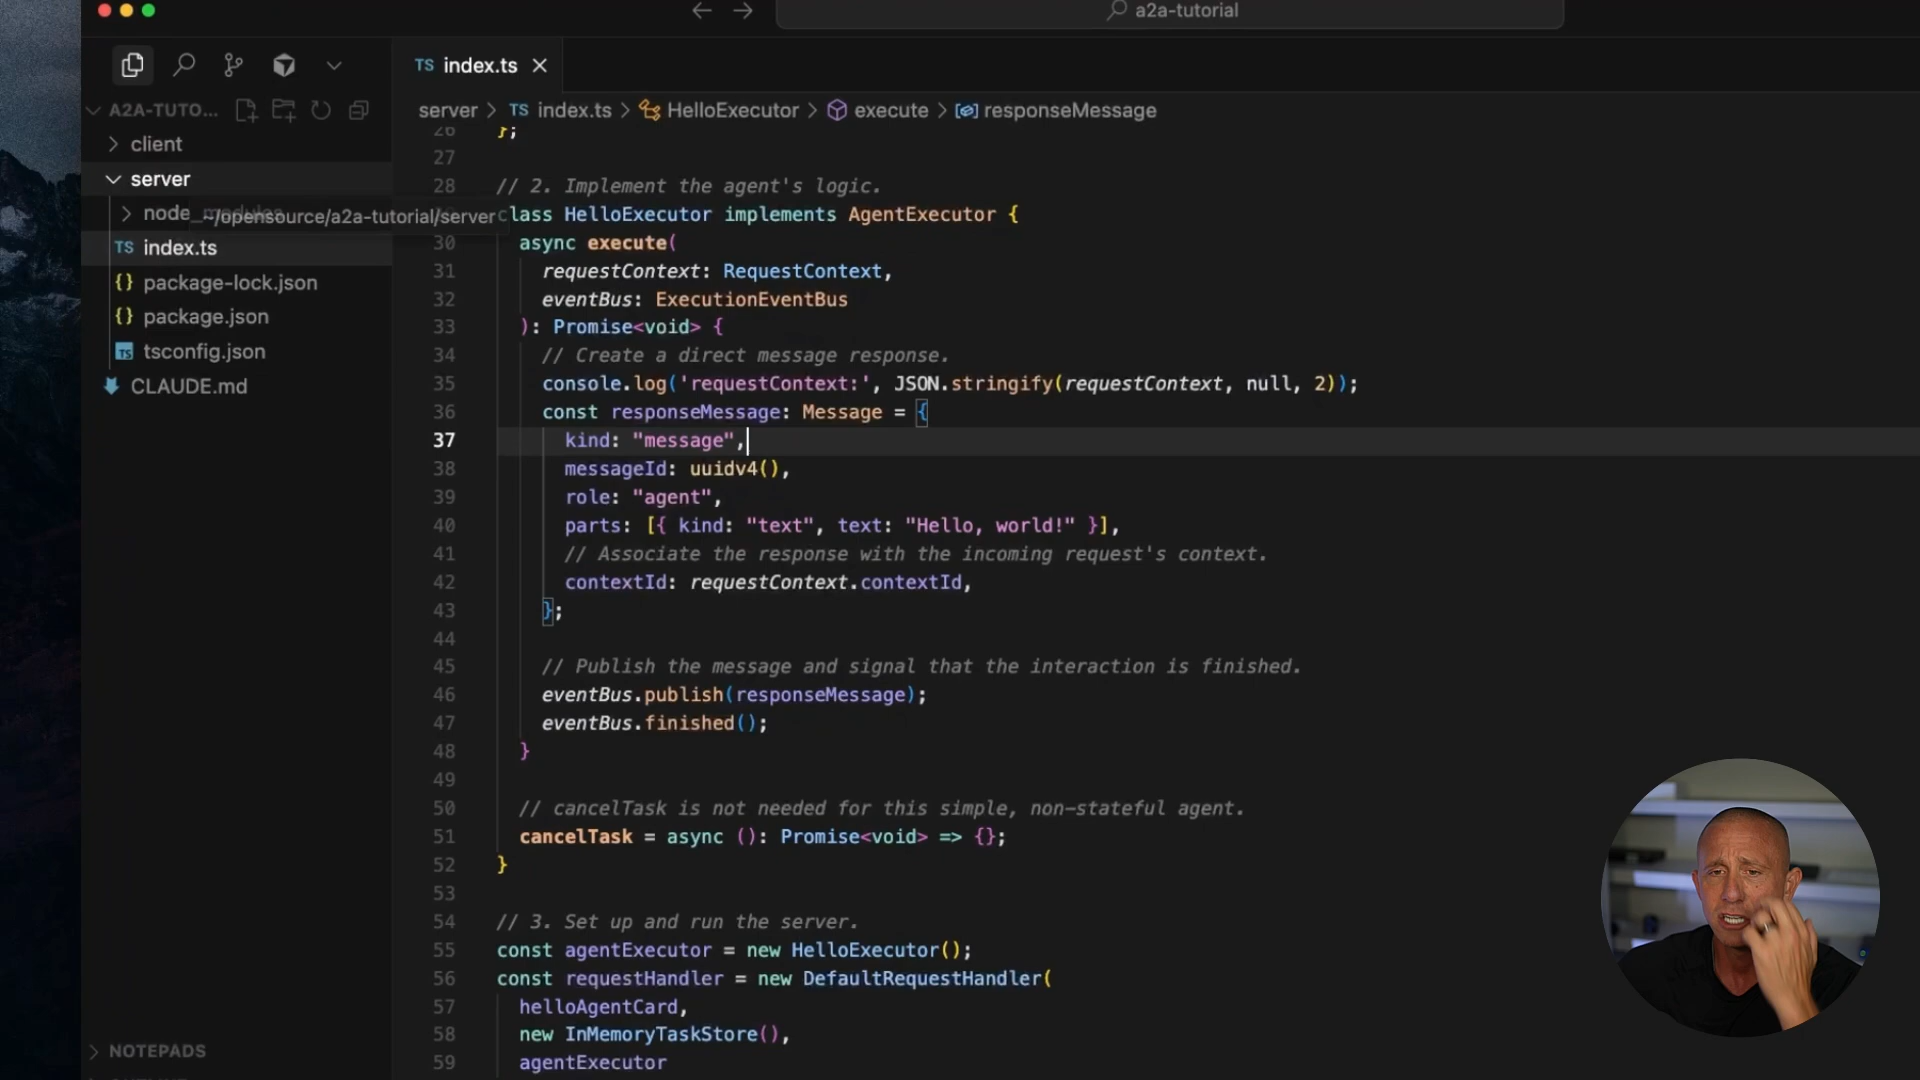 a2a-tutorial
TS index.ts
A2A-TUTO...
server > TS index.ts > HelloExecutor > execute > responseMessage
client
server
node_modules
~/opensource/a2a-tutorial/server
TS index.ts
{} package-lock.json
{} package.json
TS tsconfig.json
CLAUDE.md
NOTEPADS
26 };
27
28 // 2. Implement the agent's logic.
class HelloExecutor implements AgentExecutor {
30 async execute(
31 requestContext: RequestContext,
32 eventBus: ExecutionEventBus
33 ): Promise<void> {
34 // Create a direct message response.
35 console.log('requestContext:', JSON.stringify(requestContext, null, 2));
36 const responseMessage: Message = {
37 kind: "message",
38 messageId: uuidv4(),
39 role: "agent",
40 parts: [{ kind: "text", text: "Hello, world!" }],
41 // Associate the response with the incoming request's context.
42 contextId: requestContext.contextId,
43 };
44
45 // Publish the message and signal that the interaction is finished.
46 eventBus.publish(responseMessage);
47 eventBus.finished();
48 }
49
50 // cancelTask is not needed for this simple, non-stateful agent.
51 cancelTask = async (): Promise<void> => {};
52 }
53
54 // 3. Set up and run the server.
55 const agentExecutor = new HelloExecutor();
56 const requestHandler = new DefaultRequestHandler(
57 helloAgentCard,
58 new InMemoryTaskStore(),
59 agentExecutor